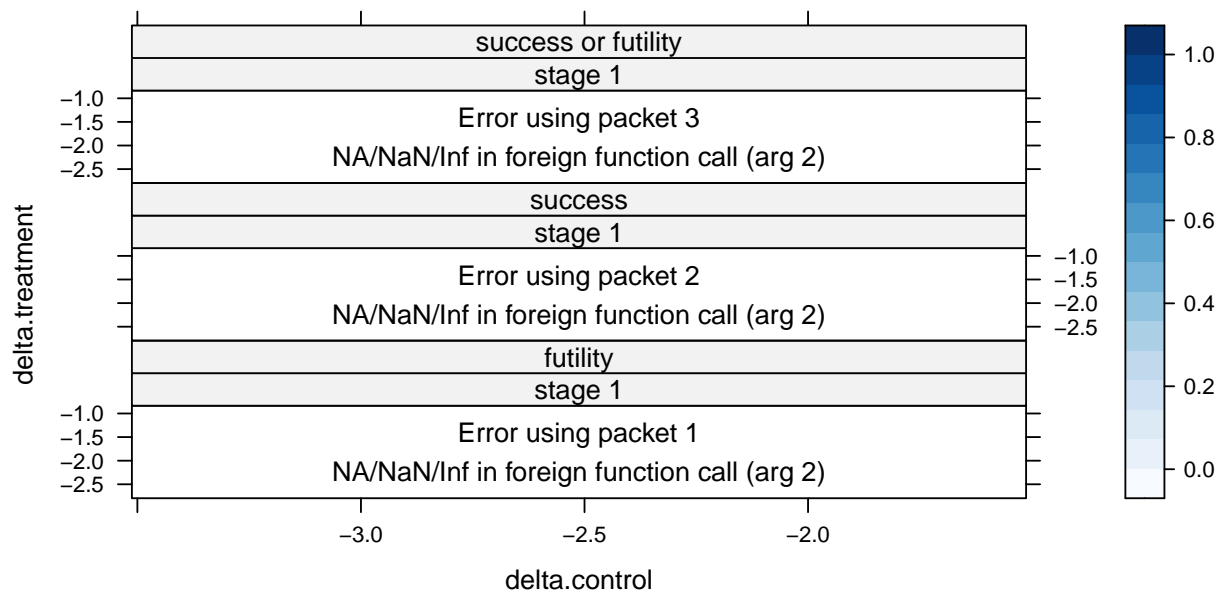 success or futility
stage 1
Error using packet 3
NA/NaN/Inf in foreign function call (arg 2)
−1.0
−1.5
−2.0
−2.5
success
stage 1
Error using packet 2
NA/NaN/Inf in foreign function call (arg 2)
−1.0
−1.5
−2.0
−2.5
futility
stage 1
Error using packet 1
NA/NaN/Inf in foreign function call (arg 2)
−1.0
−1.5
−2.0
−2.5
−3.0 −2.5 −2.0
delta.control
delta.treatment
1.0
0.8
0.6
0.4
0.2
0.0